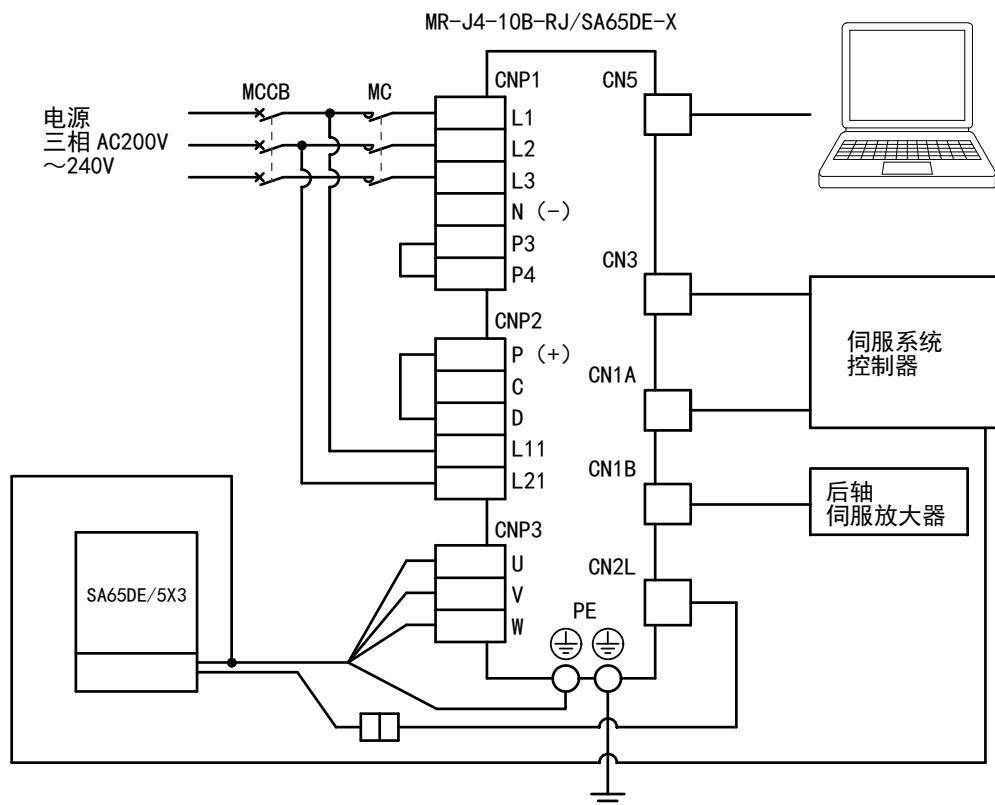 MR-J4-10B-RJ/SA65DE-X
CNP1
CN5
MCCB
MC
电源
三相 AC200V
～240V
L1
L2
L3
N (-)
P3
P4
CN3
CNP2
P (+)
C
D
L11
L21
伺服系统
控制器
CN1A
CN1B
后轴
伺服放大器
CNP3
U
V
W
CN2L
PE
SA65DE/5X3